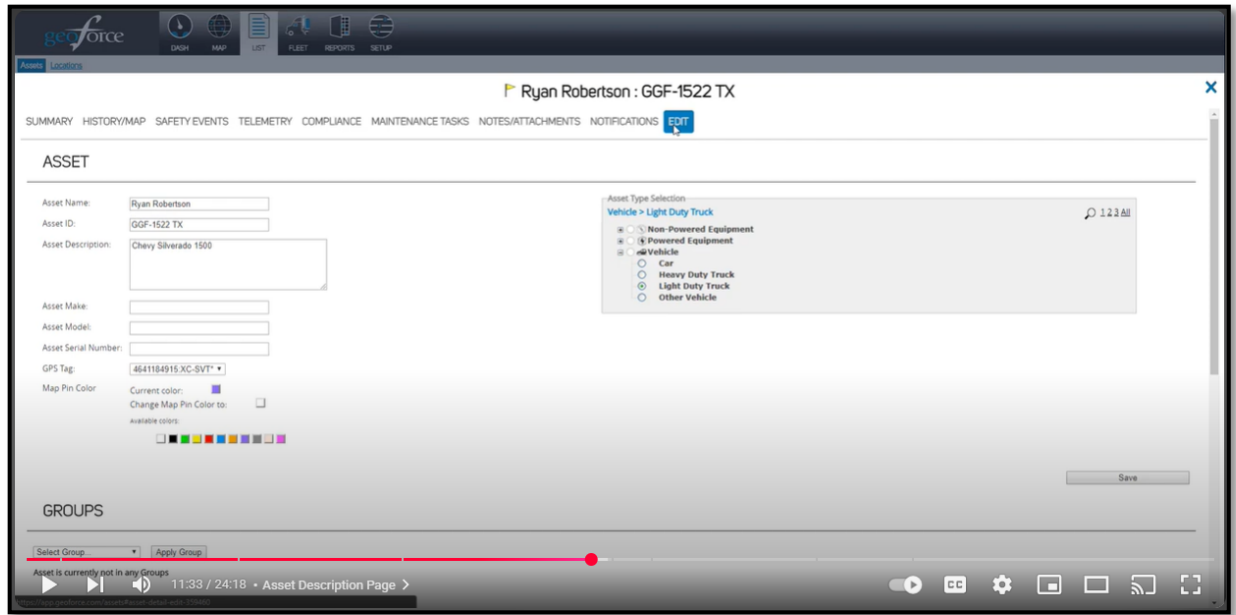 geoforce
DASH MAP LIST FLEET REPORTS SETUP
Assets Locations
Ryan Robertson : GGF-1522 TX
SUMMARY HISTORY/MAP SAFETY EVENTS TELEMETRY COMPLIANCE MAINTENANCE TASKS NOTES/ATTACHMENTS NOTIFICATIONS EDIT
ASSET
Asset Name: Ryan Robertson
Asset ID: GGF-1522 TX
Asset Description: Chevy Silverado 1500
Asset Make:
Asset Model:
Asset Serial Number:
GPS Tag: 4641184915:XC-SVT*
Map Pin Color Current color:
Change Map Pin Color to:
Available colors:
Asset Type Selection
Vehicle > Light Duty Truck
1 2 3 All
Non-Powered Equipment
Powered Equipment
Vehicle
Car
Heavy Duty Truck
Light Duty Truck
Other Vehicle
Save
GROUPS
Select Group... Apply Group
Asset is currently not in any Groups
11:33 / 24:18 • Asset Description Page
CC